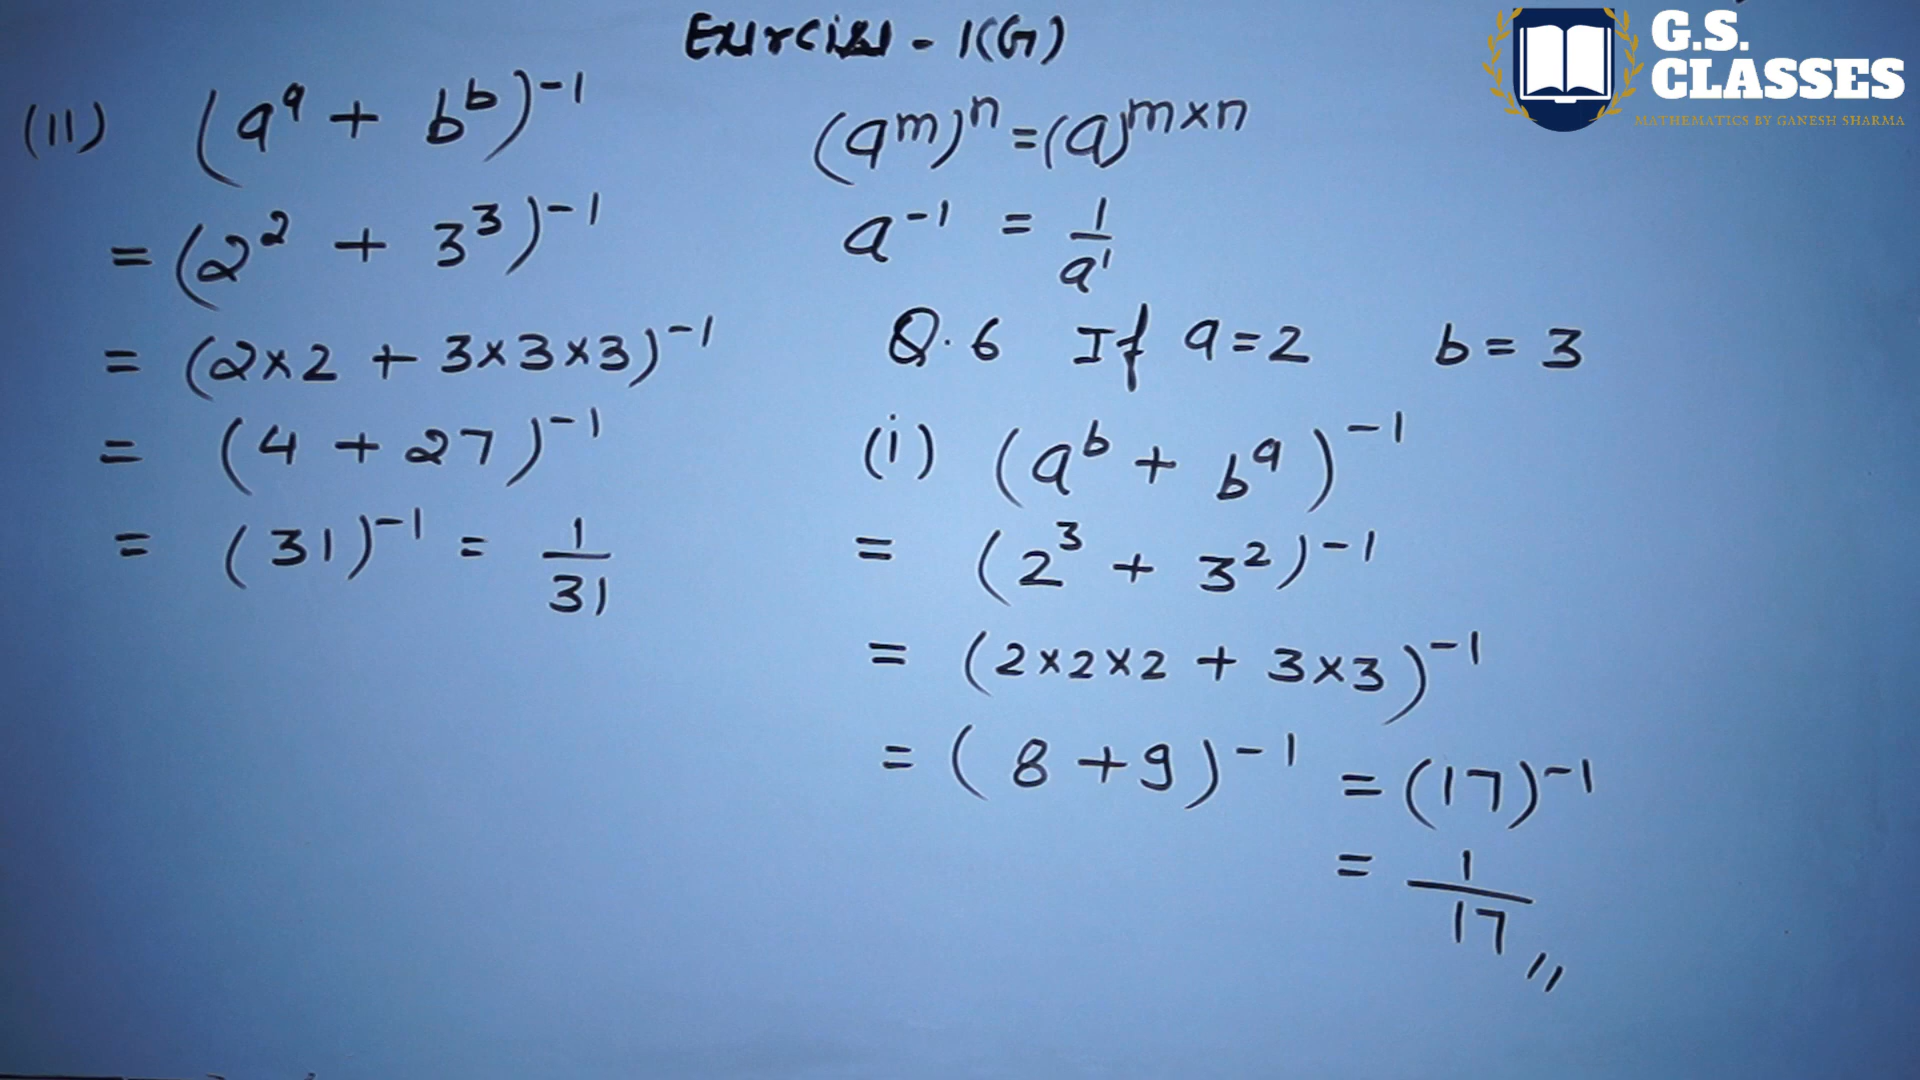 Exercise - 1(G)
G.S.
CLASSES
MATHEMATICS BY GANESH SHARMA
(ii) (a^a + b^b)^-1
= (2^2 + 3^3)^-1
= (2×2 + 3×3×3)^-1
= (4 + 27)^-1
= (31)^-1 = 1/31
(a^m)^n = (a)^m×n
a^-1 = 1/a^1
Q.6 If a=2 b=3
(i) (a^b + b^a)^-1
= (2^3 + 3^2)^-1
= (2×2×2 + 3×3)^-1
= (8+9)^-1 = (17)^-1
= 1/17 "